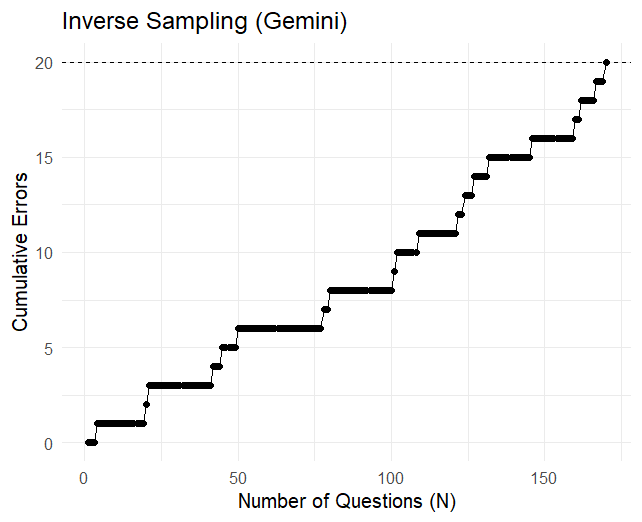 Inverse Sampling (Gemini)
20
15
10
5
0
Cumulative Errors
0 50 100 150
Number of Questions (N)